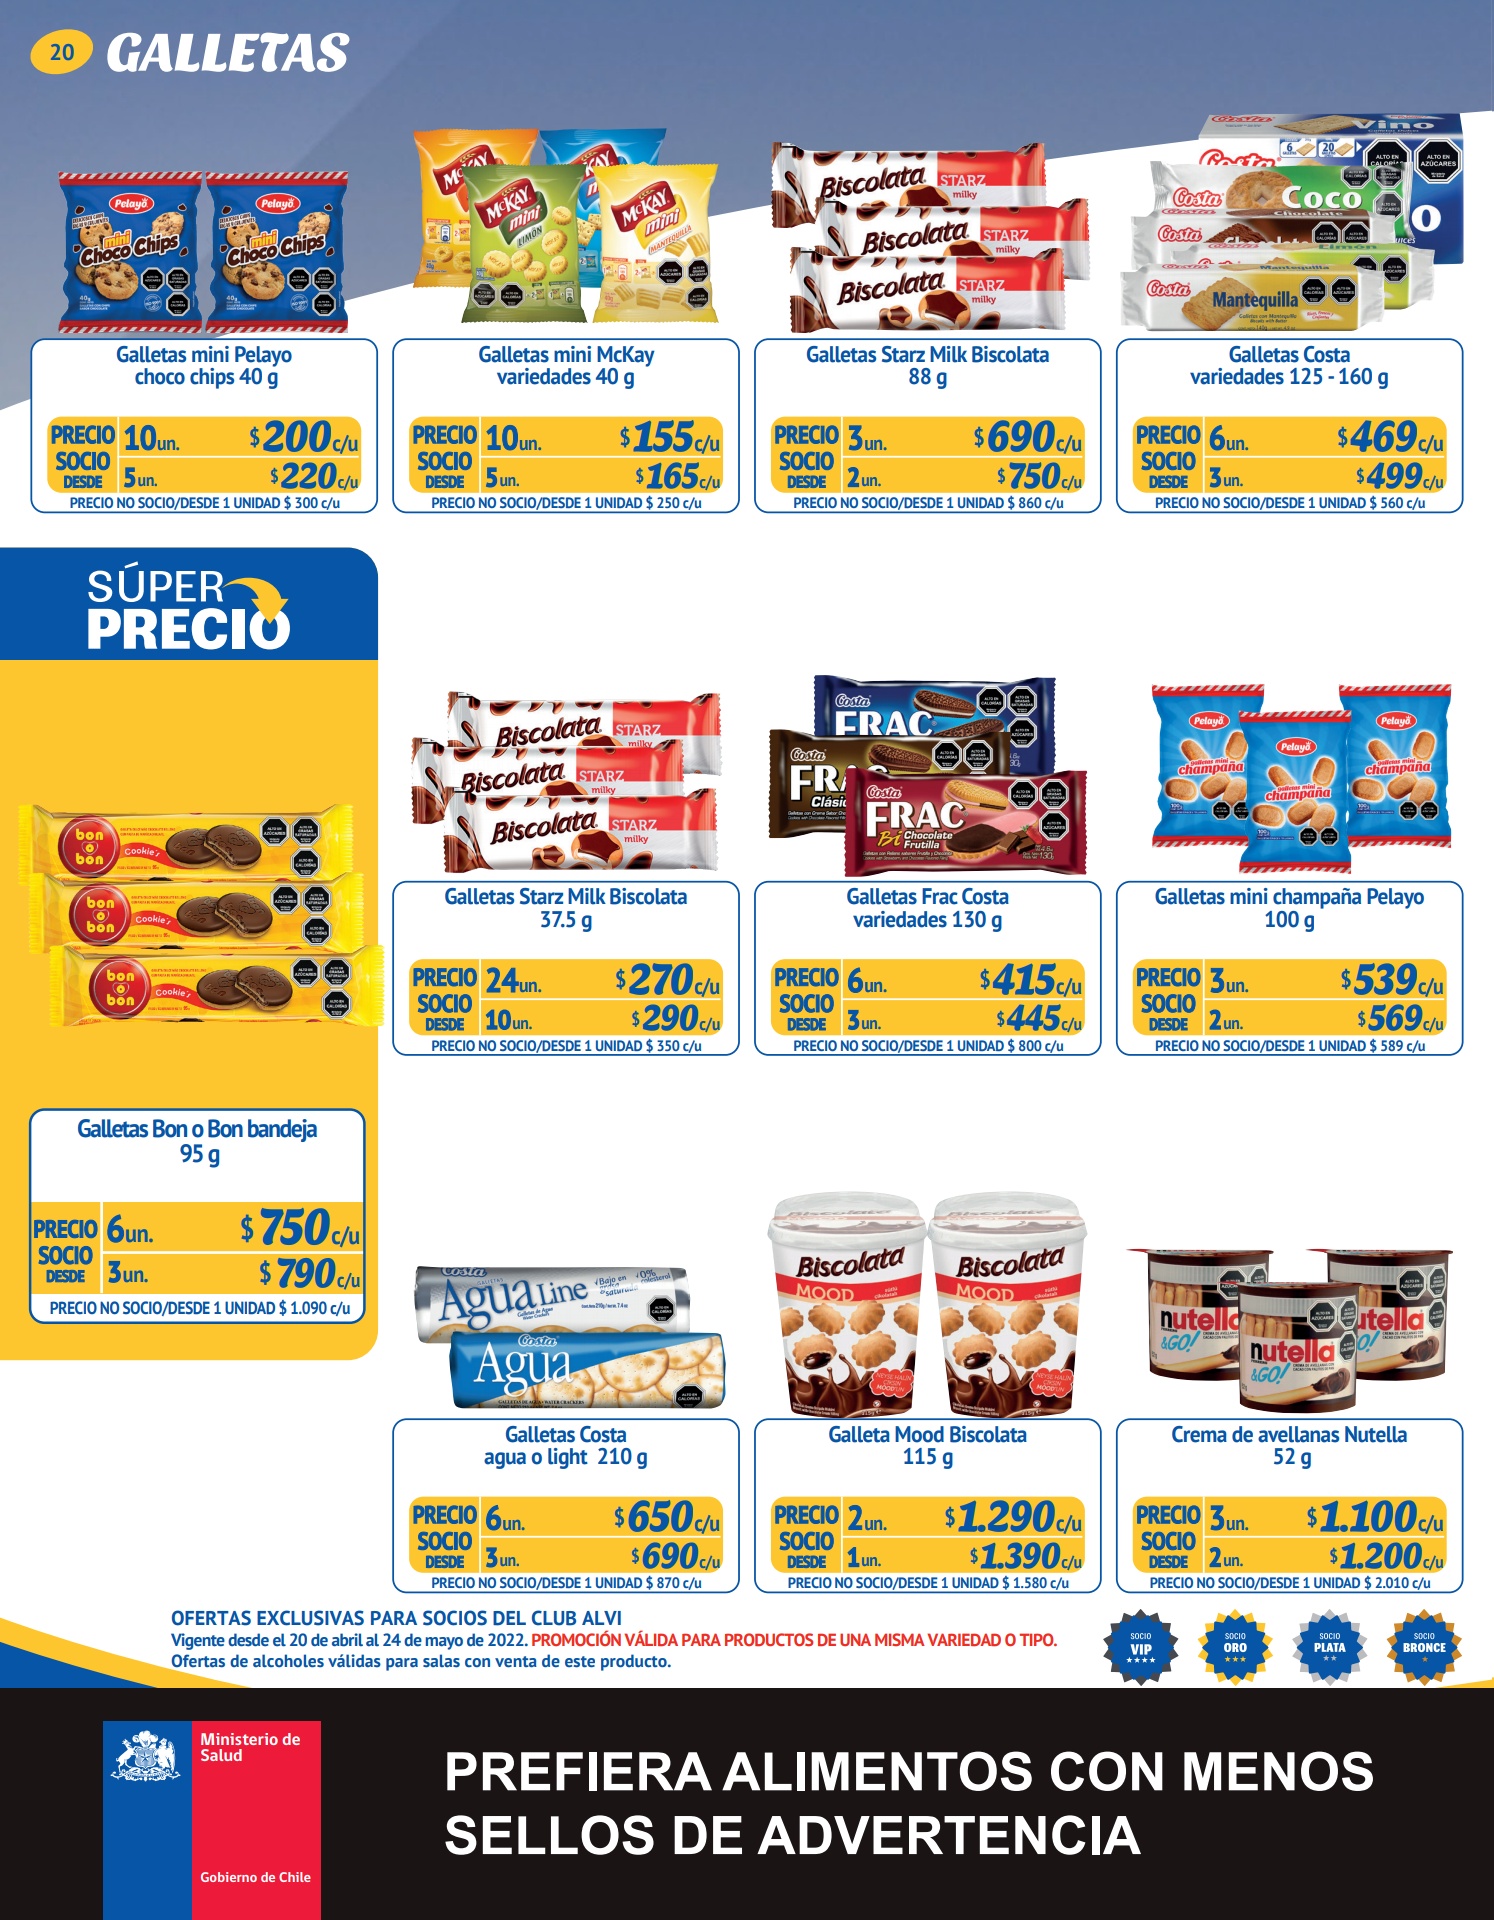 20 GALLETAS
Galletas mini Pelayo
choco chips 40 g
PRECIO SOCIO DESDE
10un. $200c/u
5un. $220c/u
PRECIO NO SOCIO/DESDE 1 UNIDAD $ 300 c/u
Galletas mini McKay
variedades 40 g
PRECIO SOCIO DESDE
10un. $155c/u
5un. $165c/u
PRECIO NO SOCIO/DESDE 1 UNIDAD $ 250 c/u
Galletas Starz Milk Biscolata
88 g
PRECIO SOCIO DESDE
3un. $690c/u
2un. $750c/u
PRECIO NO SOCIO/DESDE 1 UNIDAD $ 860 c/u
Galletas Costa
variedades 125 - 160 g
PRECIO SOCIO DESDE
6un. $469c/u
3un. $499c/u
PRECIO NO SOCIO/DESDE 1 UNIDAD $ 560 c/u
SÚPER
PRECIO
Galletas Bon o Bon bandeja
95 g
PRECIO SOCIO DESDE
6un. $750c/u
3un. $790c/u
PRECIO NO SOCIO/DESDE 1 UNIDAD $ 1.090 c/u
Galletas Starz Milk Biscolata
37.5 g
PRECIO SOCIO DESDE
24un. $270c/u
10un. $290c/u
PRECIO NO SOCIO/DESDE 1 UNIDAD $ 350 c/u
Galletas Frac Costa
variedades 130 g
PRECIO SOCIO DESDE
6un. $415c/u
3un. $445c/u
PRECIO NO SOCIO/DESDE 1 UNIDAD $ 800 c/u
Galletas mini champaña Pelayo
100 g
PRECIO SOCIO DESDE
3un. $539c/u
2un. $569c/u
PRECIO NO SOCIO/DESDE 1 UNIDAD $ 589 c/u
Galletas Costa
agua o light 210 g
PRECIO SOCIO DESDE
6un. $650c/u
3un. $690c/u
PRECIO NO SOCIO/DESDE 1 UNIDAD $ 870 c/u
Galleta Mood Biscolata
115 g
PRECIO SOCIO DESDE
2un. $1.290c/u
1un. $1.390c/u
PRECIO NO SOCIO/DESDE 1 UNIDAD $ 1.580 c/u
Crema de avellanas Nutella
52 g
PRECIO SOCIO DESDE
3un. $1.100c/u
2un. $1.200c/u
PRECIO NO SOCIO/DESDE 1 UNIDAD $ 2.010 c/u
OFERTAS EXCLUSIVAS PARA SOCIOS DEL CLUB ALVI
Vigente desde el 20 de abril al 24 de mayo de 2022. PROMOCIÓN VÁLIDA PARA PRODUCTOS DE UNA MISMA VARIEDAD O TIPO.
Ofertas de alcoholes válidas para salas con venta de este producto.
SOCIO VIP
SOCIO ORO
SOCIO PLATA
SOCIO BRONCE
Ministerio de
Salud
Gobierno de Chile
PREFIERA ALIMENTOS CON MENOS
SELLOS DE ADVERTENCIA